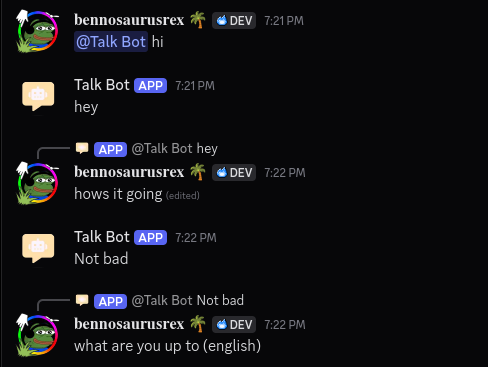 bennosaurusrex 🌴 DEV 7:21 PM
@Talk Bot hi
Talk Bot APP 7:21 PM
hey
APP @Talk Bot hey
bennosaurusrex 🌴 DEV 7:22 PM
hows it going (edited)
Talk Bot APP 7:22 PM
Not bad
APP @Talk Bot Not bad
bennosaurusrex 🌴 DEV 7:22 PM
what are you up to (english)